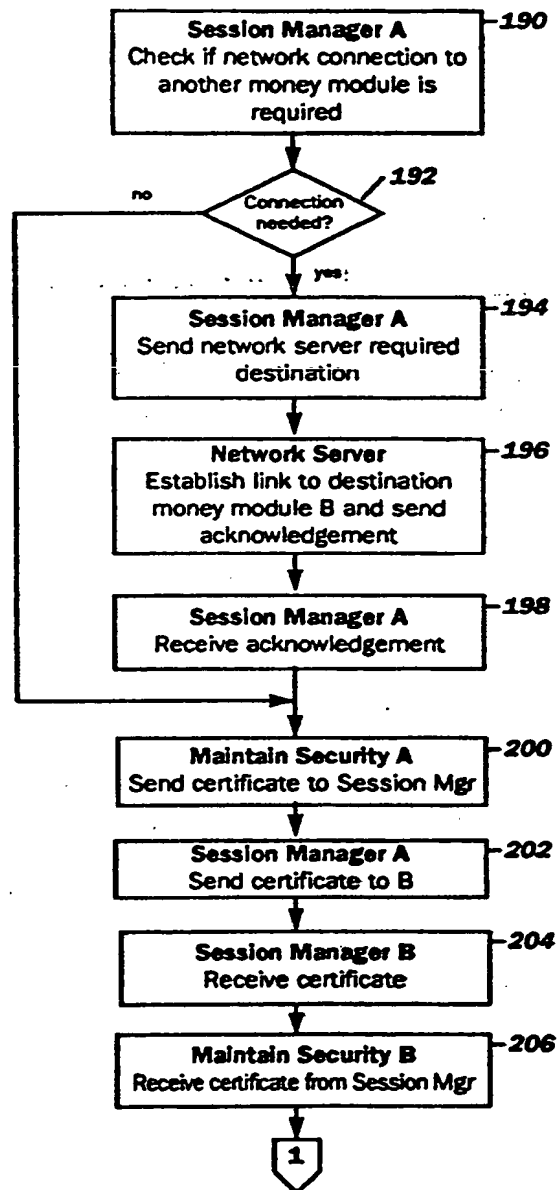 Session Manager A
Check if network connection to
another money module is
required
190
Connection
needed?
192
no
yes
Session Manager A
Send network server required
destination
194
Network Server
Establish link to destination
money module B and send
acknowledgement
196
Session Manager A
Receive acknowledgement
198
Maintain Security A
Send certificate to Session Mgr
200
Session Manager A
Send certificate to B
202
Session Manager B
Receive certificate
204
Maintain Security B
Receive certificate from Session Mgr
206
1